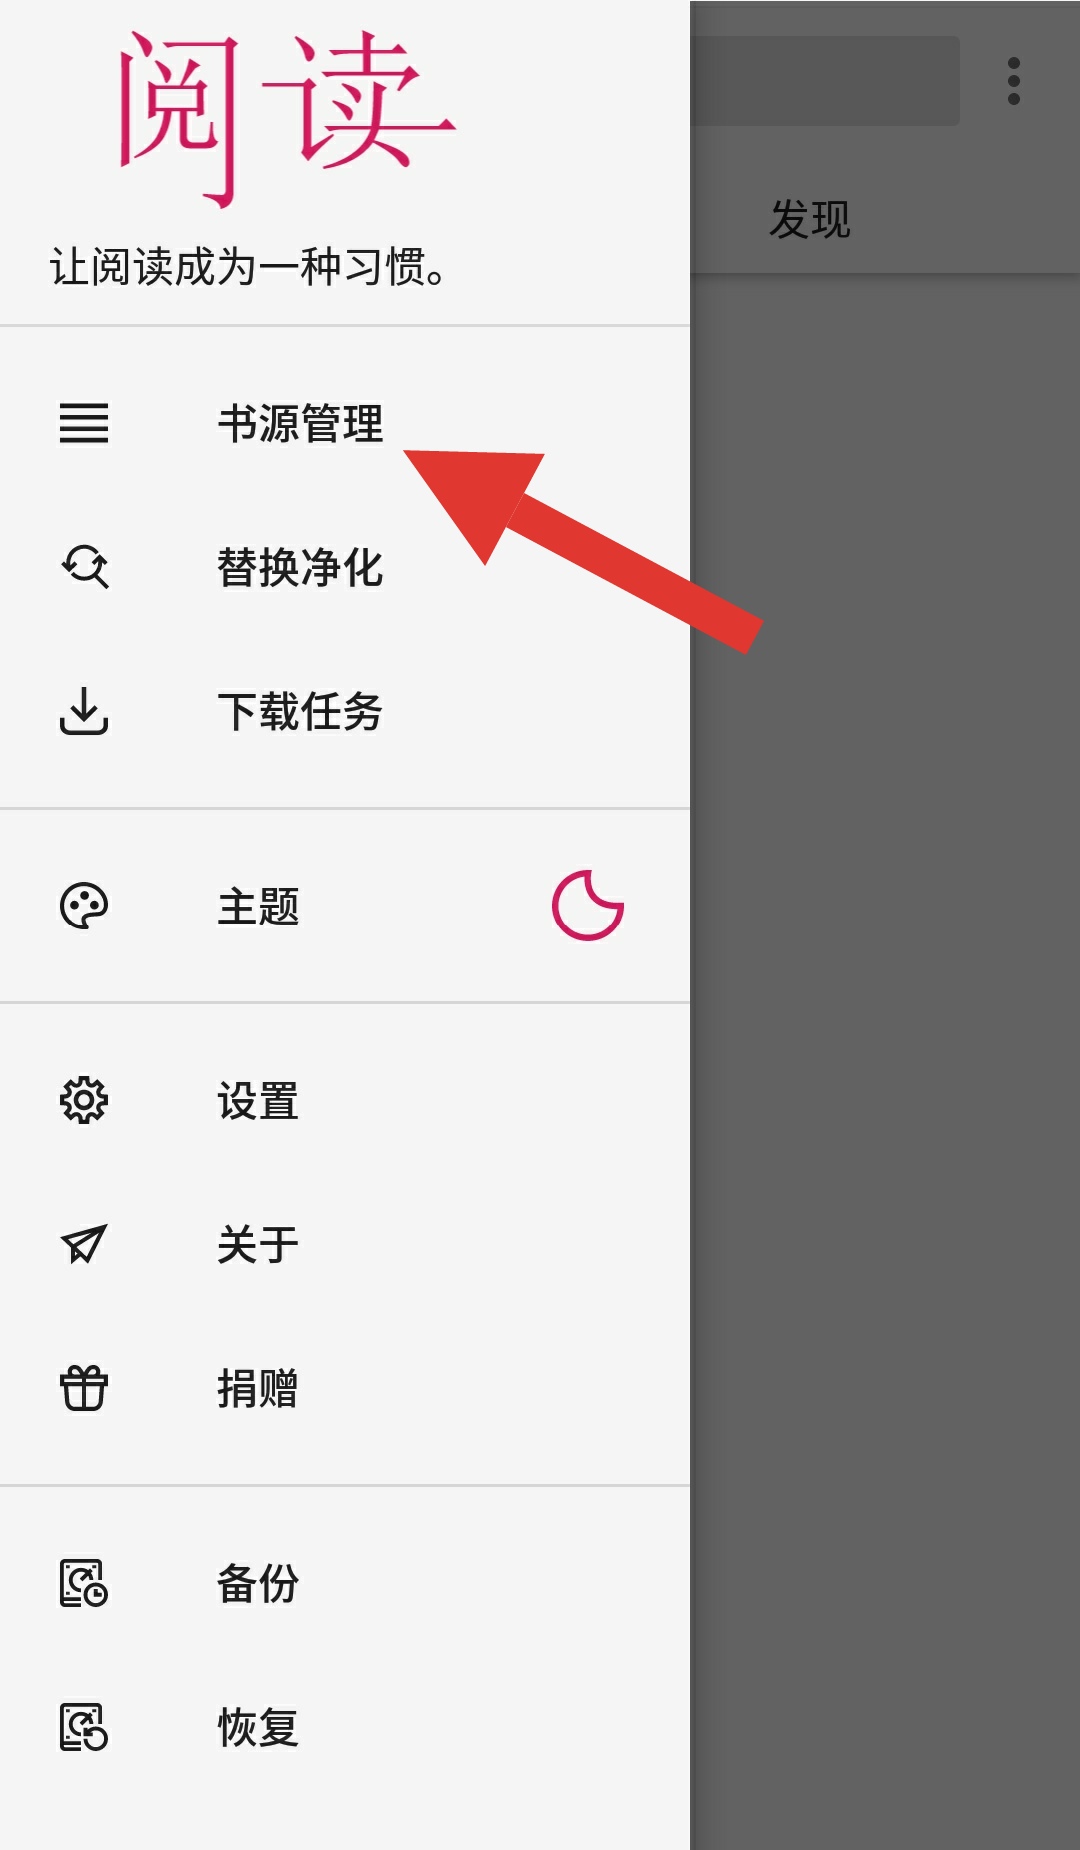 阅读
发现
让阅读成为一种习惯。
书源管理
替换净化
下载任务
主题
设置
关于
捐赠
备份
恢复